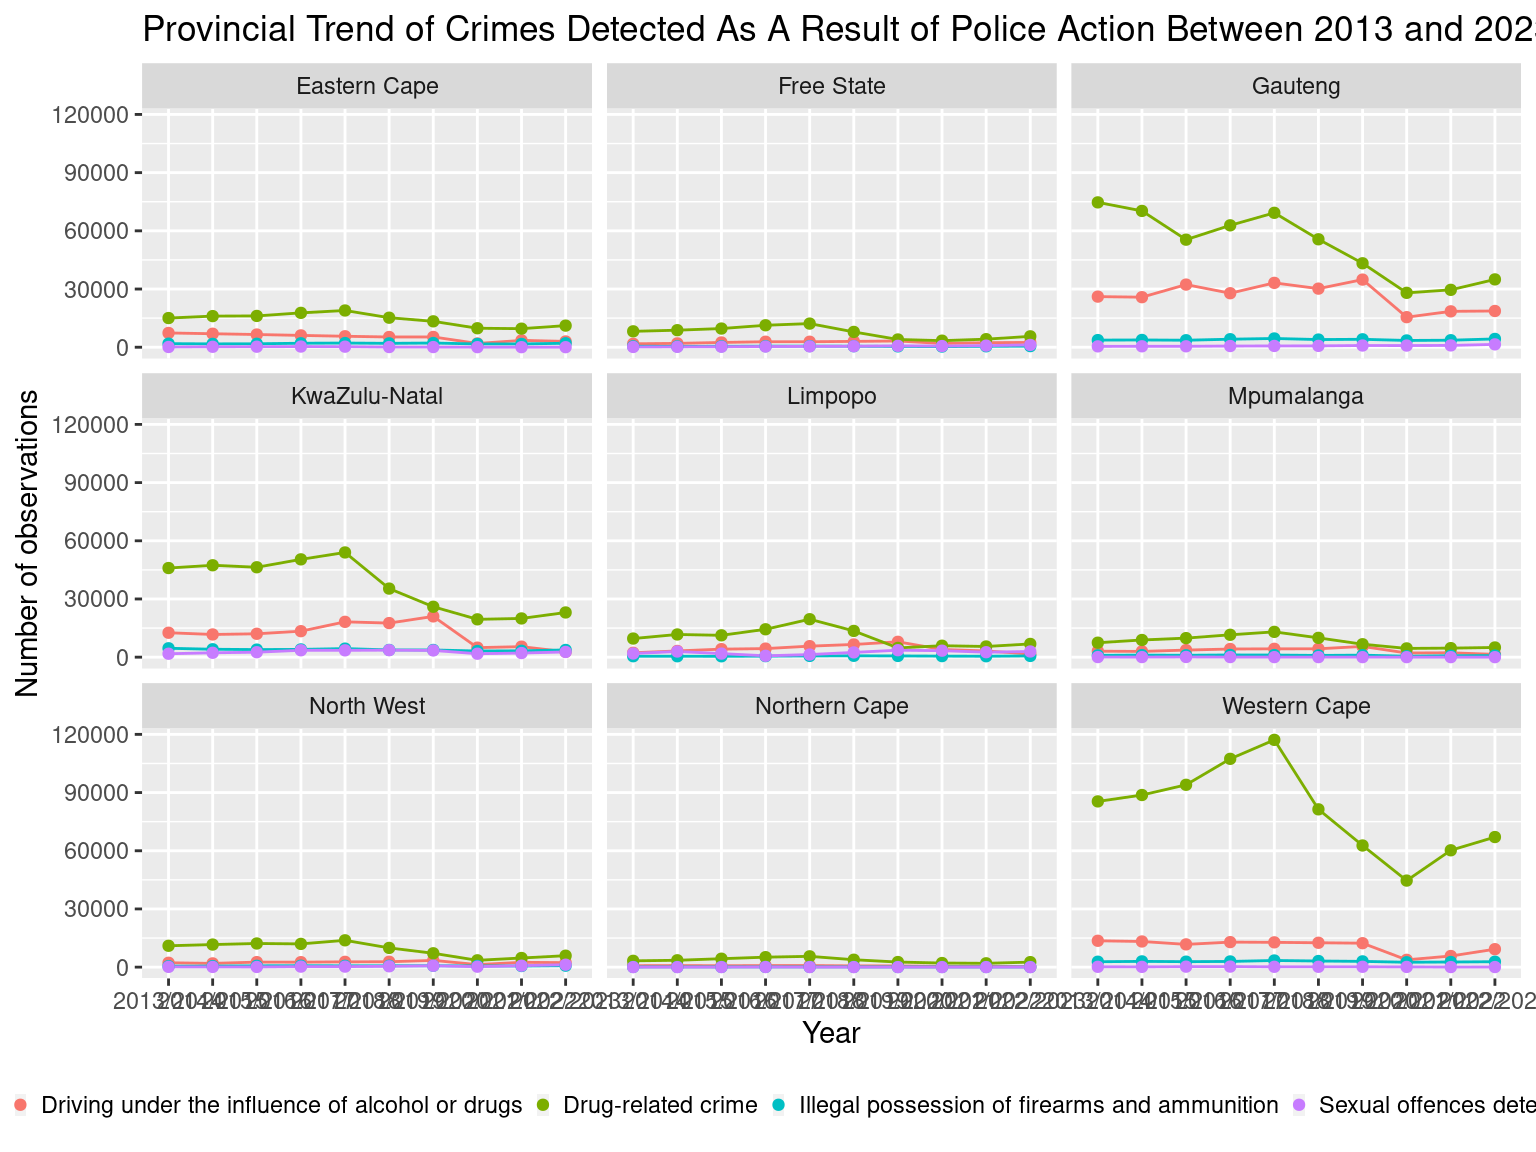 Provincial Trend of Crimes Detected As A Result of Police Action Between 2013 and
Eastern Cape
Free State
Gauteng
120000
90000
60000
30000
0
KwaZulu-Natal
Limpopo
Mpumalanga
120000
90000
60000
30000
0
North West
Northern Cape
Western Cape
120000
90000
60000
30000
0
Number of observations
Year
Driving under the influence of alcohol or drugs
Drug-related crime
Illegal possession of firearms and ammunition
Sexual offences dete